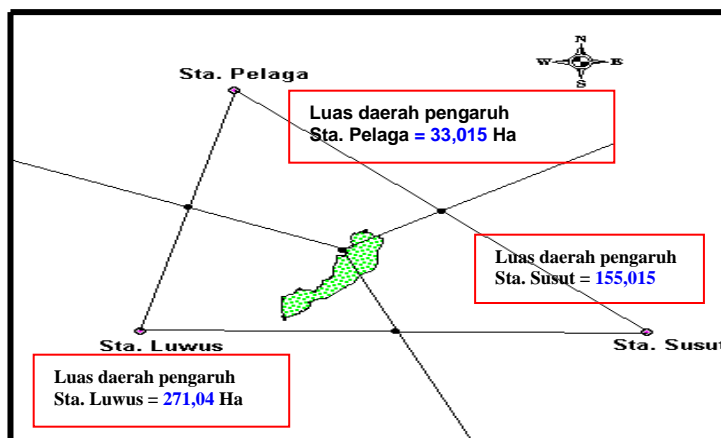 N
W E
S
Sta. Pelaga
Luas daerah pengaruh
Sta. Pelaga = 33,015 Ha
Luas daerah pengaruh
Sta. Susut = 155,015
Sta. Luwus
Sta. Susut
Luas daerah pengaruh
Sta. Luwus = 271,04 Ha